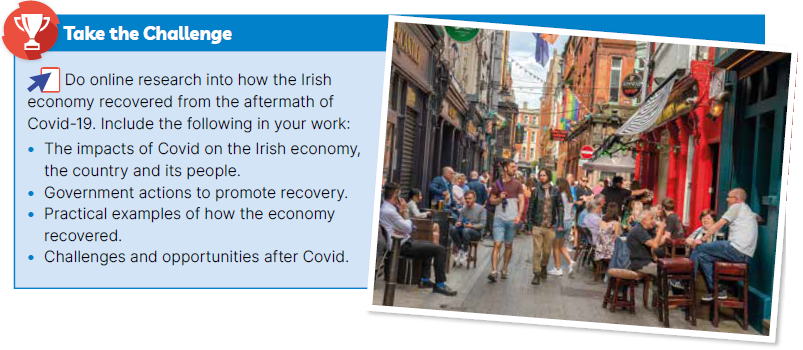 Take the Challenge
Do online research into how the Irish
economy recovered from the aftermath of
Covid-19. Include the following in your work:
• The impacts of Covid on the Irish economy,
the country and its people.
• Government actions to promote recovery.
• Practical examples of how the economy
recovered.
• Challenges and opportunities after Covid.